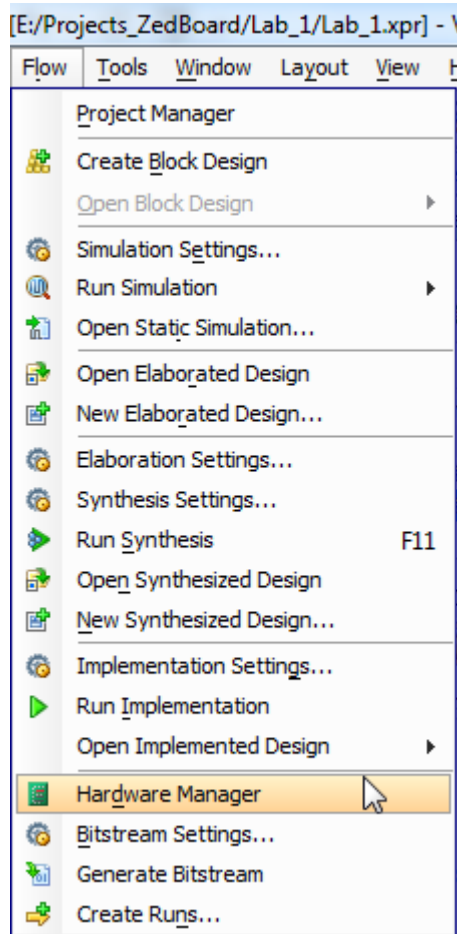 [E:/Projects_ZedBoard/Lab_1/Lab_1.xpr] -
Flow Tools Window Layout View
Project Manager
Create Block Design
Open Block Design
Simulation Settings...
Run Simulation
Open Static Simulation...
Open Elaborated Design
New Elaborated Design...
Elaboration Settings...
Synthesis Settings...
Run Synthesis F11
Open Synthesized Design
New Synthesized Design...
Implementation Settings...
Run Implementation
Open Implemented Design
Hardware Manager
Bitstream Settings...
Generate Bitstream
Create Runs...